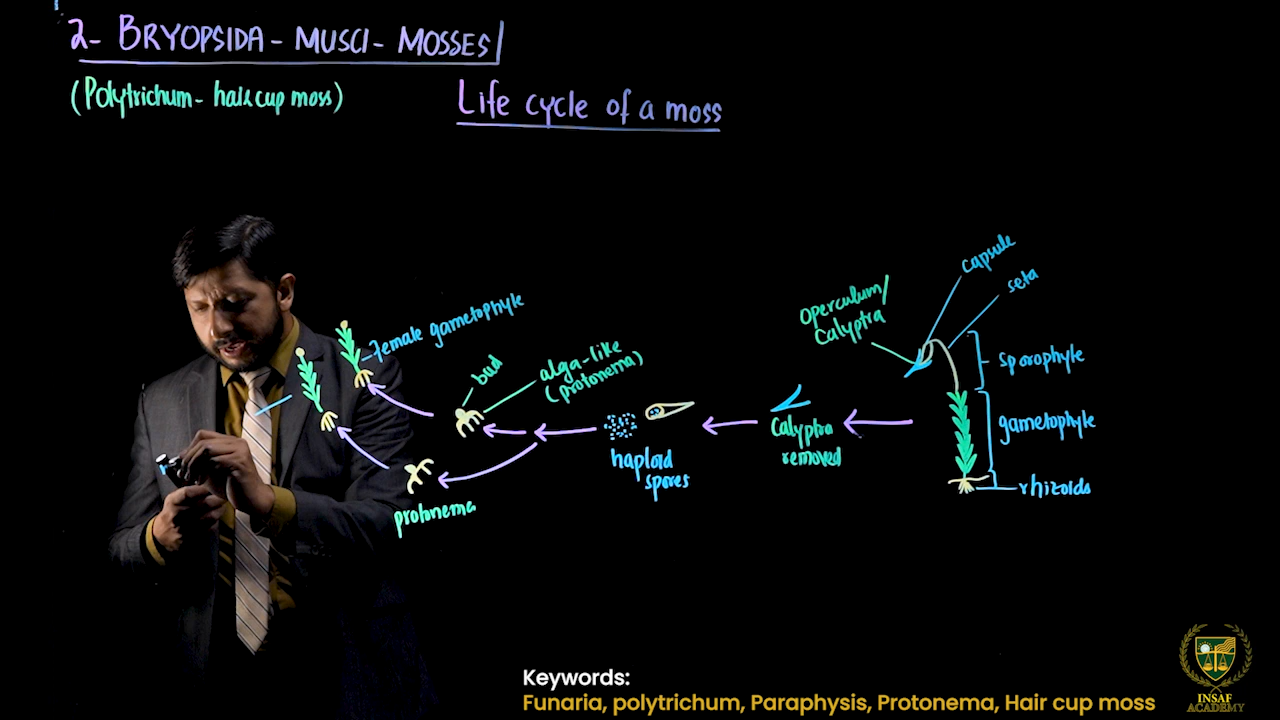 2- BRYOPSIDA - MUSCI - MOSSES
(Polytrichum - hair cup moss)
Life cycle of a moss
capsule
seta
operculum/
Calyptra
sporophyte
gametophyte
rhizoids
Calyptra
removed
haploid
spores
alga-like
(protonema)
bud
protonema
Female gametophyte
Keywords:
Funaria, polytrichum, Paraphysis, Protonema, Hair cup moss
INSAF
ACADEMY